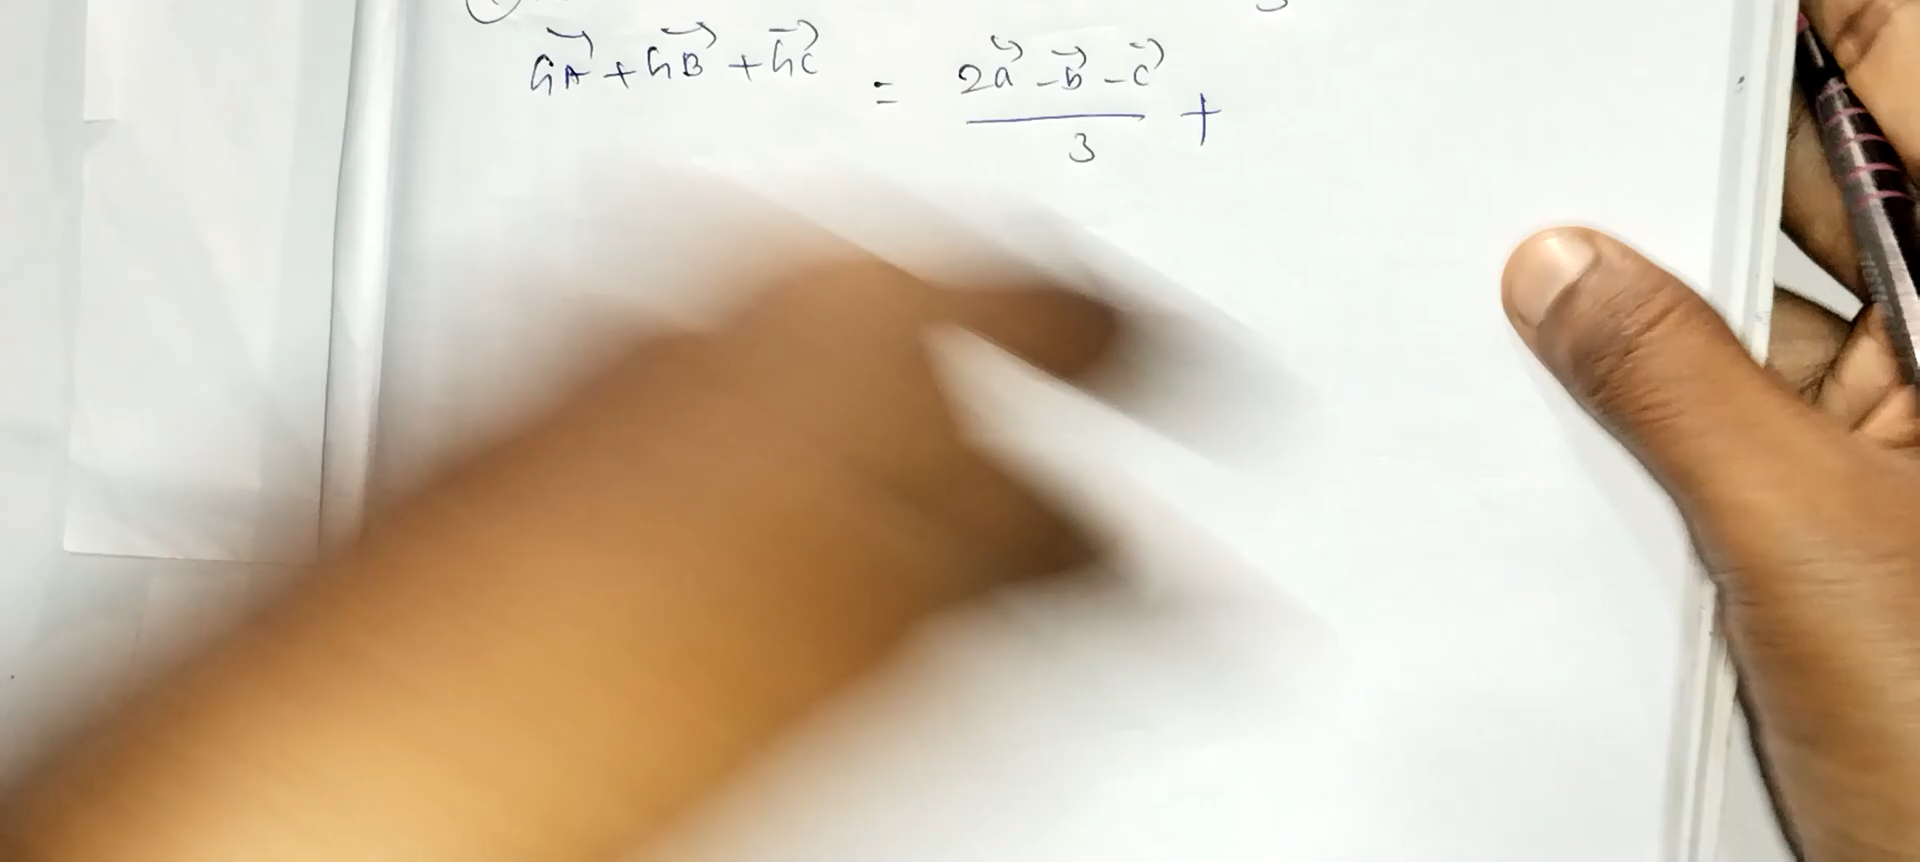 GA⃗ + GB⃗ + GC⃗ = (2a⃗ - b⃗ - c⃗)/3 +